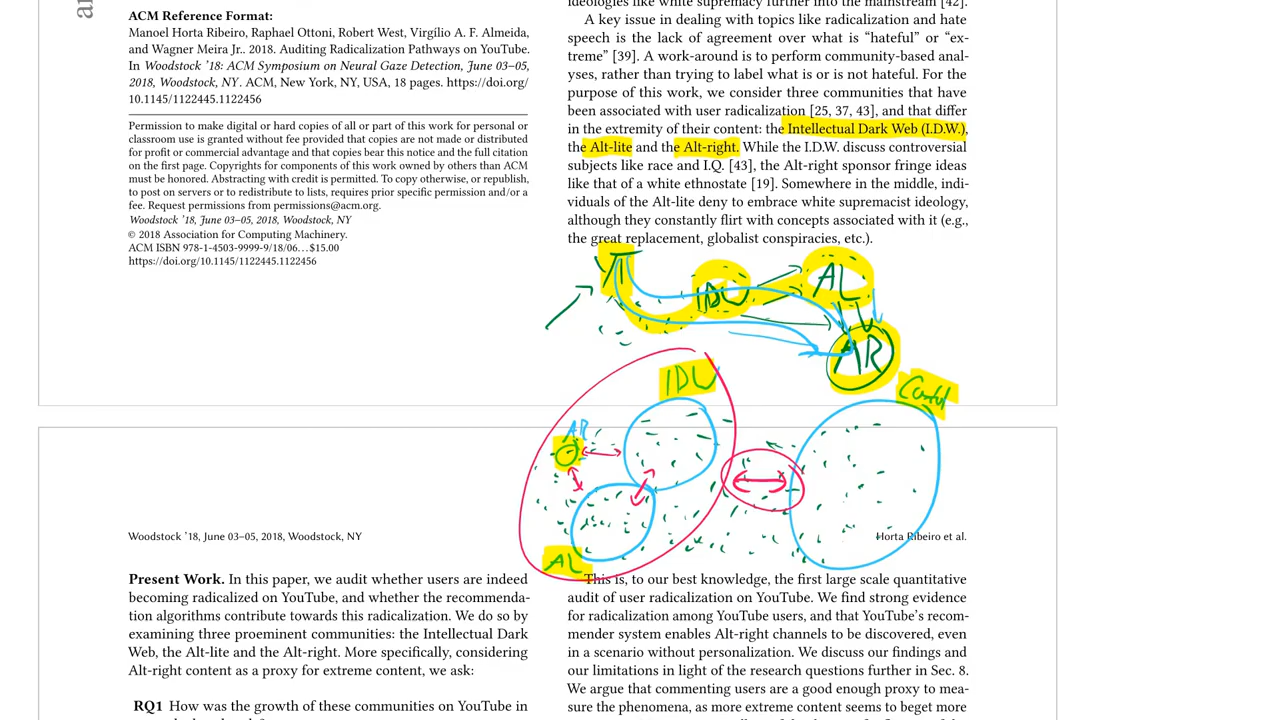 ACM Reference Format:
Manoel Horta Ribeiro, Raphael Ottoni, Robert West, Virgílio A. F. Almeida,
and Wagner Meira Jr.. 2018. Auditing Radicalization Pathways on YouTube.
In Woodstock ’18: ACM Symposium on Neural Gaze Detection, June 03–05,
2018, Woodstock, NY. ACM, New York, NY, USA, 18 pages. https://doi.org/
10.1145/1122445.1122456
Permission to make digital or hard copies of all or part of this work for personal or
classroom use is granted without fee provided that copies are not made or distributed
for profit or commercial advantage and that copies bear this notice and the full citation
on the first page. Copyrights for components of this work owned by others than ACM
must be honored. Abstracting with credit is permitted. To copy otherwise, or republish,
to post on servers or to redistribute to lists, requires prior specific permission and/or a
fee. Request permissions from permissions@acm.org.
Woodstock ’18, June 03–05, 2018, Woodstock, NY
© 2018 Association for Computing Machinery.
ACM ISBN 978-1-4503-9999-9/18/06…$15.00
https://doi.org/10.1145/1122445.1122456
ideologies like white supremacy further into the mainstream [42].
A key issue in dealing with topics like radicalization and hate
speech is the lack of agreement over what is “hateful” or “ex-
treme” [39]. A work-around is to perform community-based anal-
yses, rather than trying to label what is or is not hateful. For the
purpose of this work, we consider three communities that have
been associated with user radicalization [25, 37, 43], and that differ
in the extremity of their content: the Intellectual Dark Web (I.D.W.),
the Alt-lite and the Alt-right. While the I.D.W. discuss controversial
subjects like race and I.Q. [43], the Alt-right sponsor fringe ideas
like that of a white ethnostate [19]. Somewhere in the middle, indi-
viduals of the Alt-lite deny to embrace white supremacist ideology,
although they constantly flirt with concepts associated with it (e.g.,
the great replacement, globalist conspiracies, etc.).
YT
IDW
AL
AR
IDW
AR
AL
Woodstock ’18, June 03–05, 2018, Woodstock, NY
Horta Ribeiro et al.
Present Work. In this paper, we audit whether users are indeed
becoming radicalized on YouTube, and whether the recommenda-
tion algorithms contribute towards this radicalization. We do so by
examining three proeminent communities: the Intellectual Dark
Web, the Alt-lite and the Alt-right. More specifically, considering
Alt-right content as a proxy for extreme content, we ask:
RQ1 How was the growth of these communities on YouTube in
This is, to our best knowledge, the first large scale quantitative
audit of user radicalization on YouTube. We find strong evidence
for radicalization among YouTube users, and that YouTube’s recom-
mender system enables Alt-right channels to be discovered, even
in a scenario without personalization. We discuss our findings and
our limitations in light of the research questions further in Sec. 8.
We argue that commenting users are a good enough proxy to mea-
sure the phenomena, as more extreme content seems to beget more